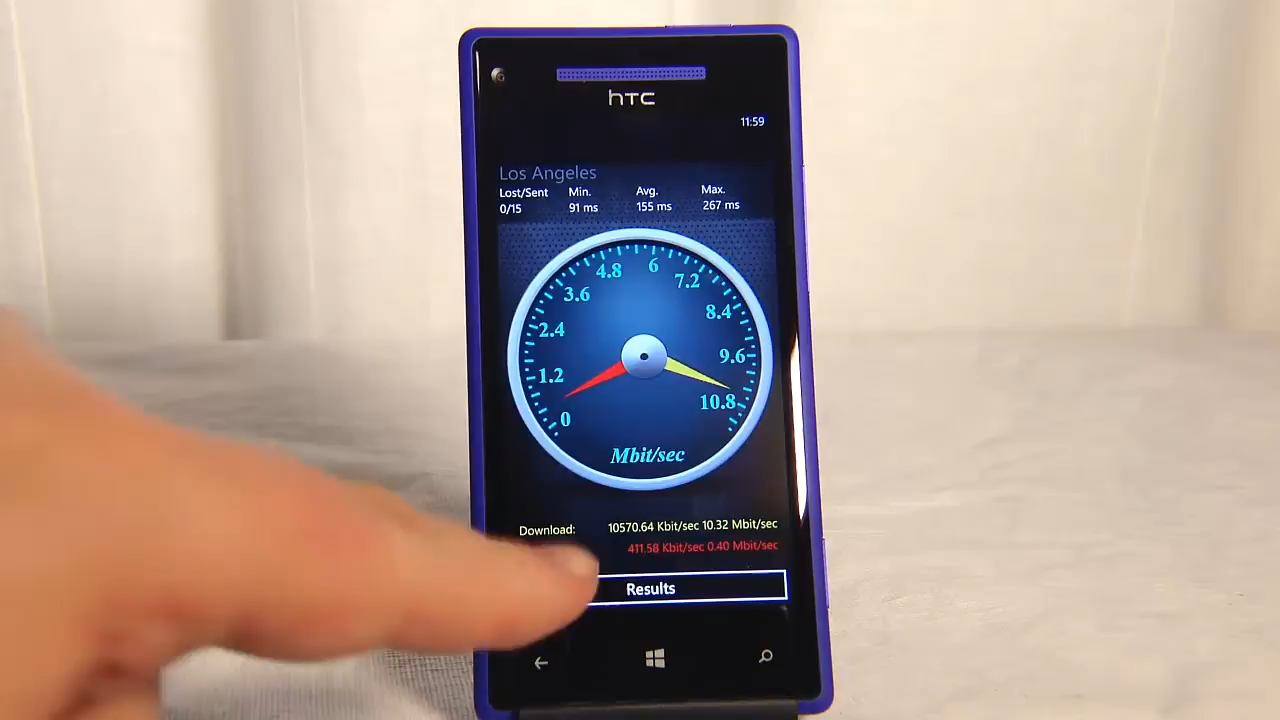 hTC
11:59
Los Angeles
Lost/Sent Min. Avg. Max.
0/15 91 ms 155 ms 267 ms
0
1.2
2.4
3.6
4.8
6
7.2
8.4
9.6
10.8
Mbit/sec
Download: 10570.64 Kbit/sec 10.32 Mbit/sec
411.58 Kbit/sec 0.40 Mbit/sec
Results